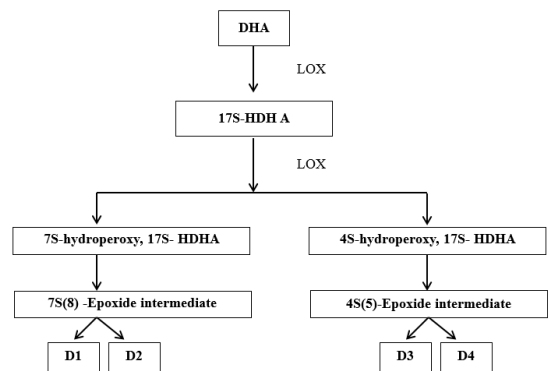 DHA
LOX
17S-HDH A
LOX
7S-hydroperoxy, 17S- HDHA
4S-hydroperoxy, 17S- HDHA
7S(8) -Epoxide intermediate
4S(5)-Epoxide intermediate
D1
D2
D3
D4